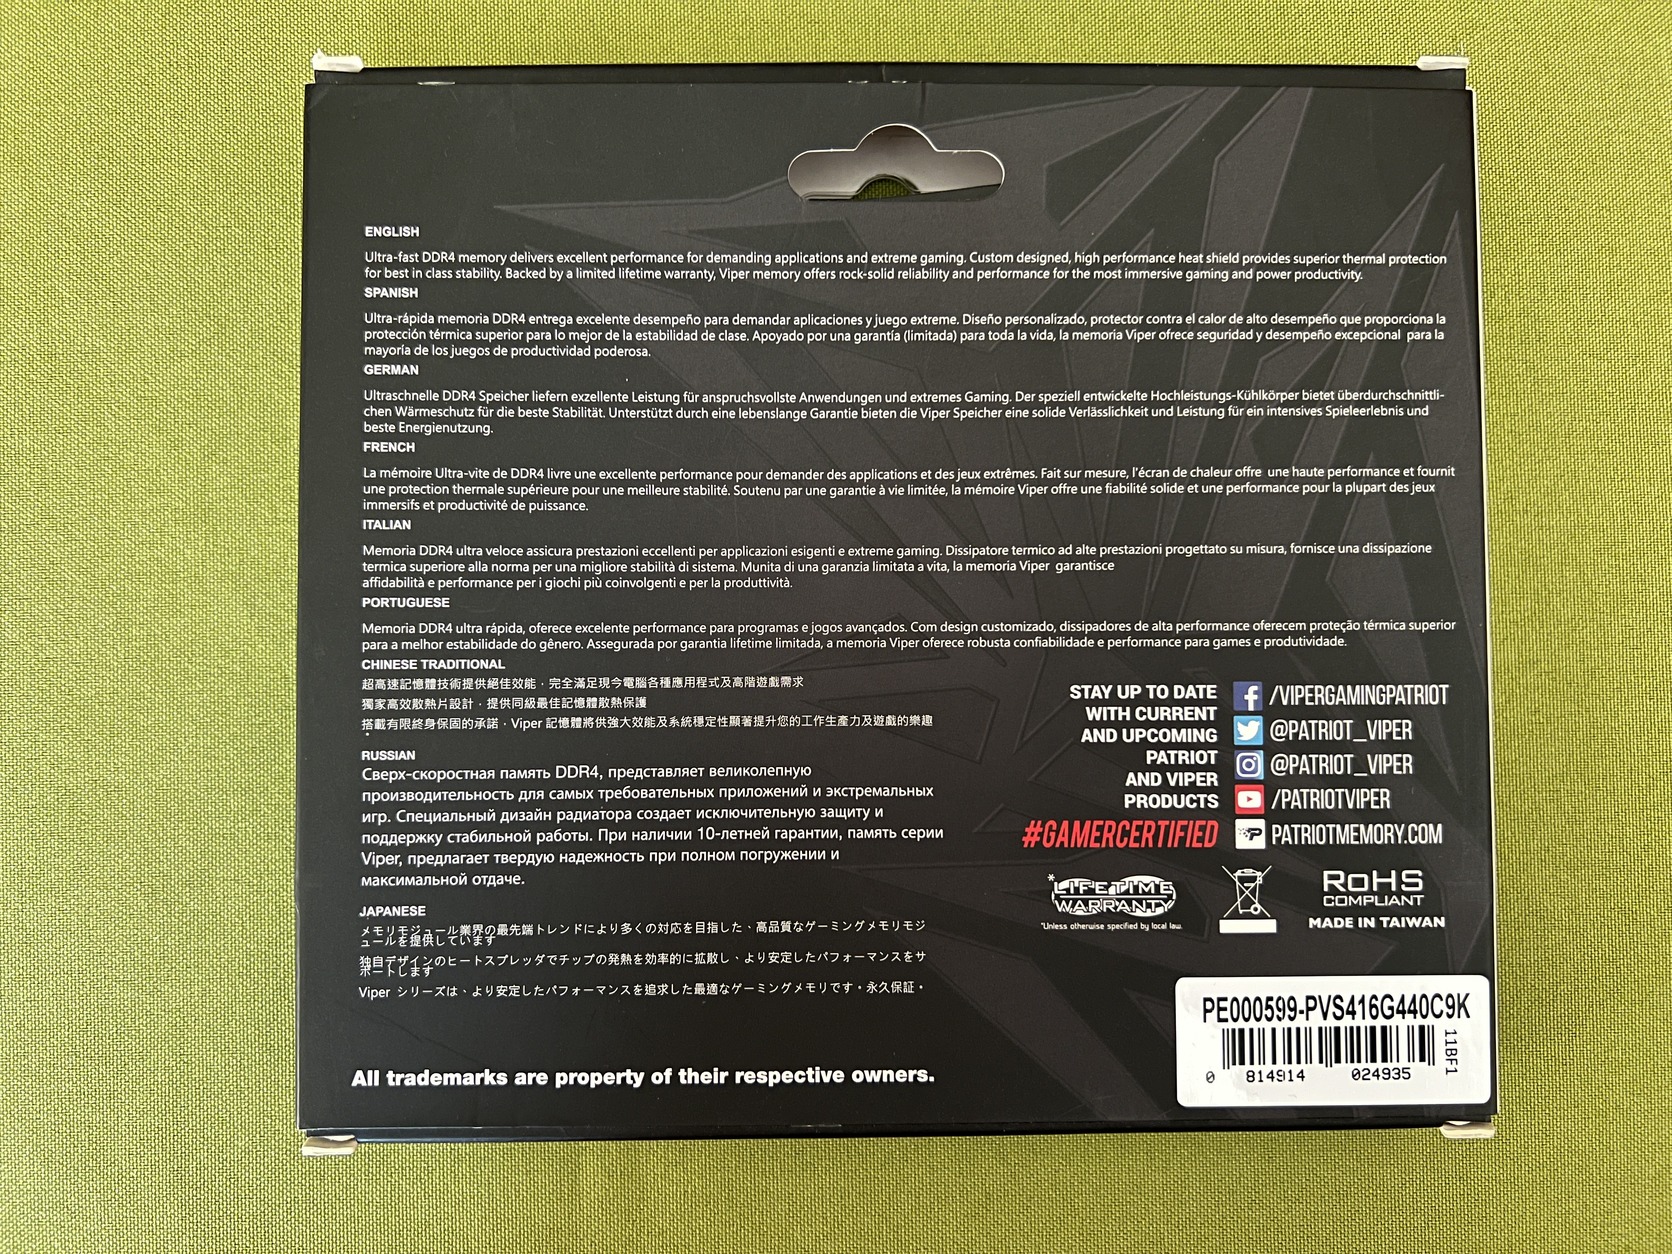 ENGLISH
Ultra-fast DDR4 memory delivers excellent performance for demanding applications and extreme gaming. Custom designed, high performance heat shield provides superior thermal protection
for best in class stability. Backed by a limited lifetime warranty, Viper memory offers rock-solid reliability and performance for the most immersive gaming and power productivity.
SPANISH
Ultra-rápida memoria DDR4 entrega excelente desempeño para demandar aplicaciones y juego extreme. Diseño personalizado, protector contra el calor de alto desempeño que proporciona la
protección térmica superior para lo mejor de la estabilidad de clase. Apoyado por una garantía (limitada) para toda la vida, la memoria Viper ofrece seguridad y desempeño excepcional para la
mayoría de los juegos de productividad poderosa.
GERMAN
Ultraschnelle DDR4 Speicher liefern exzellente Leistung für anspruchsvollste Anwendungen und extremes Gaming. Der speziell entwickelte Hochleistungs-Kühlkörper bietet überdurchschnittli-
chen Wärmeschutz für die beste Stabilität. Unterstützt durch eine lebenslange Garantie bieten die Viper Speicher eine solide Verlässlichkeit und Leistung für ein intensives Spieleerlebnis und
beste Energienutzung.
FRENCH
La mémoire Ultra-vite de DDR4 livre une excellente performance pour demander des applications et des jeux extrêmes. Fait sur mesure, l'écran de chaleur offre une haute performance et fournit
une protection thermale supérieure pour une meilleure stabilité. Soutenu par une garantie à vie limitée, la mémoire Viper offre une fiabilité solide et une performance pour la plupart des jeux
immersifs et productivité de puissance.
ITALIAN
Memoria DDR4 ultra veloce assicura prestazioni eccellenti per applicazioni esigenti e extreme gaming. Dissipatore termico ad alte prestazioni progettato su misura, fornisce una dissipazione
termica superiore alla norma per una migliore stabilità di sistema. Munita di una garanzia limitata a vita, la memoria Viper garantisce
affidabilità e performance per i giochi più coinvolgenti e per la produttività.
PORTUGUESE
Memoria DDR4 ultra rápida, oferece excelente performance para programas e jogos avançados. Com design customizado, dissipadores de alta performance oferecem proteção térmica superior
para a melhor estabilidade do gênero. Assegurada por garantia lifetime limitada, a memoria Viper oferece robusta confiabilidade e performance para games e produtividade.
CHINESE TRADITIONAL
超高速記憶體技術提供絕佳效能，完全滿足現今電腦各種應用程式及高階遊戲需求
獨家高效散熱片設計，提供同級最佳記憶體散熱保護
搭載有限終身保固的承諾，Viper 記憶體將供強大效能及系統穩定性顯著提升您的工作生產力及遊戲的樂趣
。
RUSSIAN
Сверх-скоростная память DDR4, представляет великолепную
производительность для самых требовательных приложений и экстремальных
игр. Специальный дизайн радиатора создает исключительную защиту и
поддержку стабильной работы. При наличии 10-летней гарантии, память серии
Viper, предлагает твердую надежность при полном погружении и
максимальной отдаче.
JAPANESE
メモリモジュール業界の最先端トレンドにより多くの対応を目指した、高品質なゲーミングメモリモジ
ュールを提供しています
独自デザインのヒートスプレッダでチップの発熱を効率的に拡散し、より安定したパフォーマンスをサ
ポートします
Viper シリーズは、より安定したパフォーマンスを追求した最適なゲーミングメモリです。永久保証。
All trademarks are property of their respective owners.
STAY UP TO DATE
WITH CURRENT
AND UPCOMING
PATRIOT
AND VIPER
PRODUCTS
#GAMERCERTIFIED
/VIPERGAMINGPATRIOT
@PATRIOT_VIPER
@PATRIOT_VIPER
/PATRIOTVIPER
PATRIOTMEMORY.COM
*LIFETIME
WARRANTY
*Unless otherwise specified by local law.
RoHS
COMPLIANT
MADE IN TAIWAN
PE000599-PVS416G440C9K
11BF1
0 814914 024935